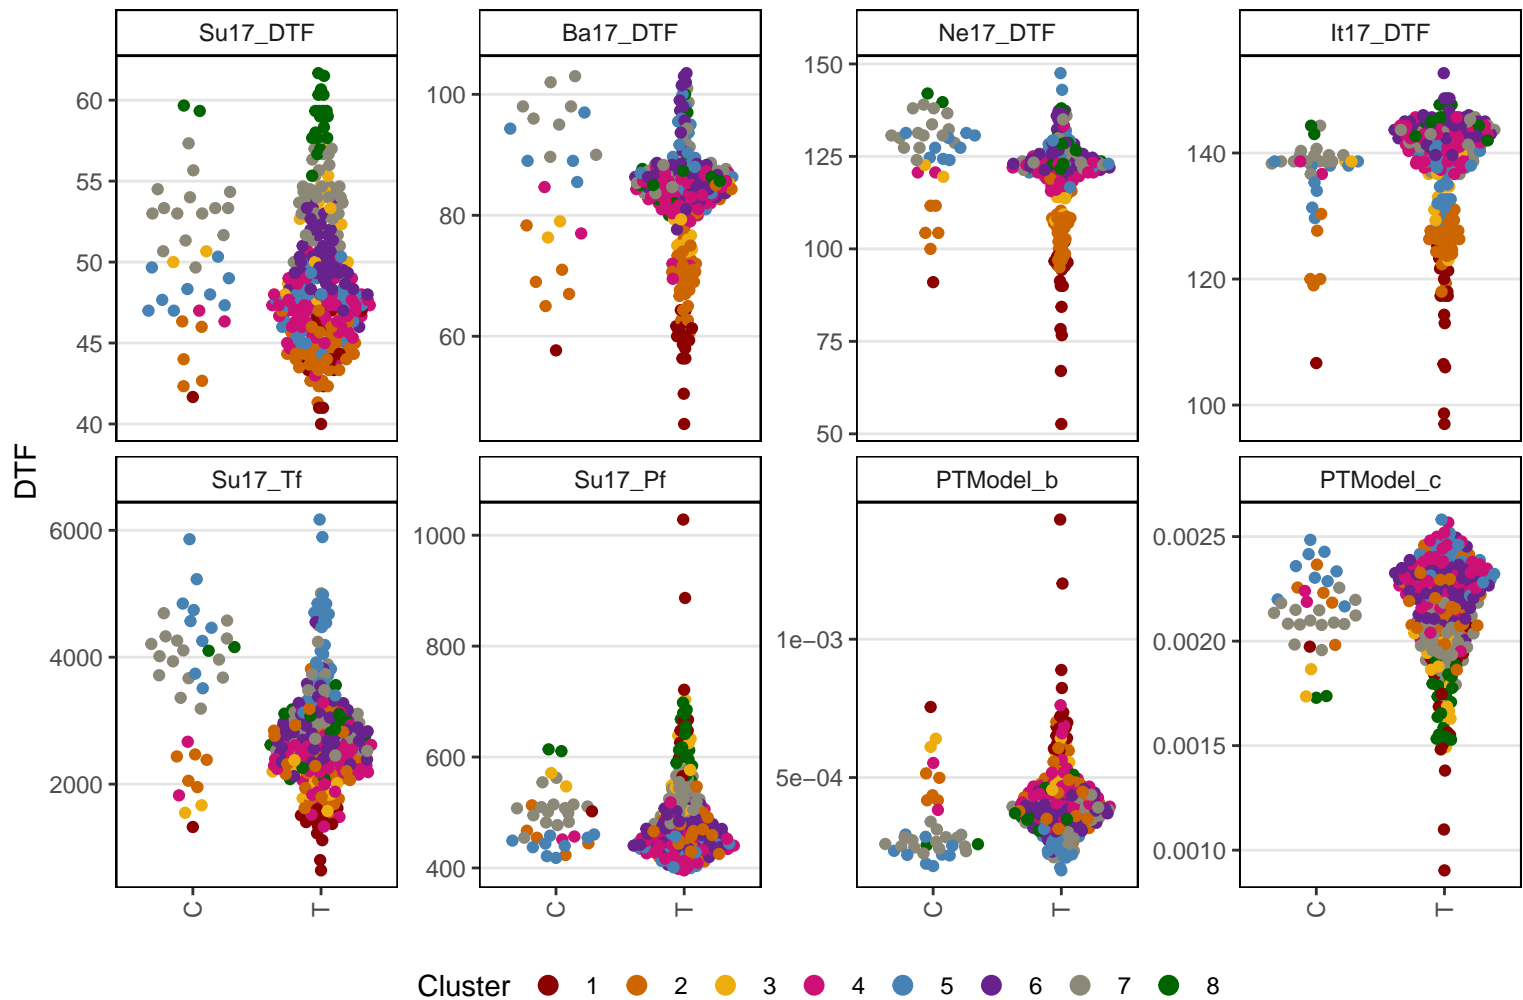 Su17_DTF
Ba17_DTF
Ne17_DTF
It17_DTF
60
55
50
45
40
100
80
60
150
125
100
75
50
140
120
100
DTF
Su17_Tf
Su17_Pf
PTModel_b
PTModel_c
6000
4000
2000
1000
800
600
400
1e−03
5e−04
0.0025
0.0020
0.0015
0.0010
C T
C T
C T
C T
Cluster 1 2 3 4 5 6 7 8